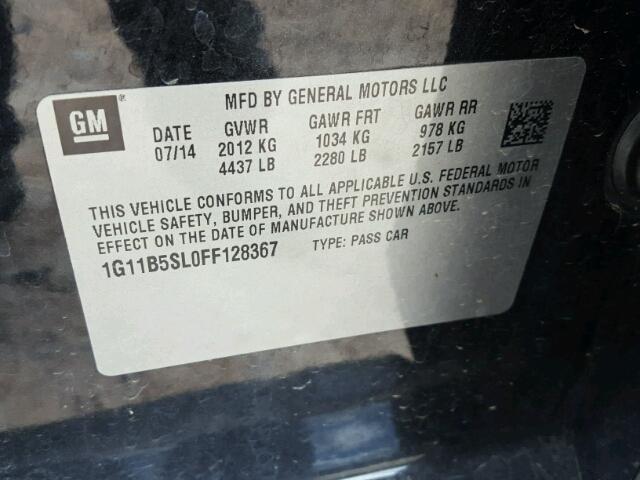 MFD BY GENERAL MOTORS LLC
GM
DATE GVWR GAWR FRT GAWR RR
07/14 2012 KG 1034 KG 978 KG
4437 LB 2280 LB 2157 LB
THIS VEHICLE CONFORMS TO ALL APPLICABLE U.S. FEDERAL MOTOR
VEHICLE SAFETY, BUMPER, AND THEFT PREVENTION STANDARDS IN
EFFECT ON THE DATE OF MANUFACTURE SHOWN ABOVE.
1G11B5SL0FF128367 TYPE: PASS CAR